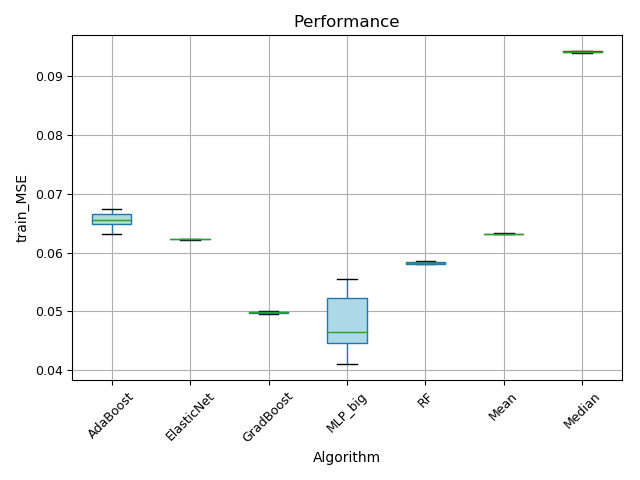 Performance
train_MSE
0.09
0.08
0.07
0.06
0.05
0.04
AdaBoost
ElasticNet
GradBoost
MLP_big
RF
Mean
Median
Algorithm